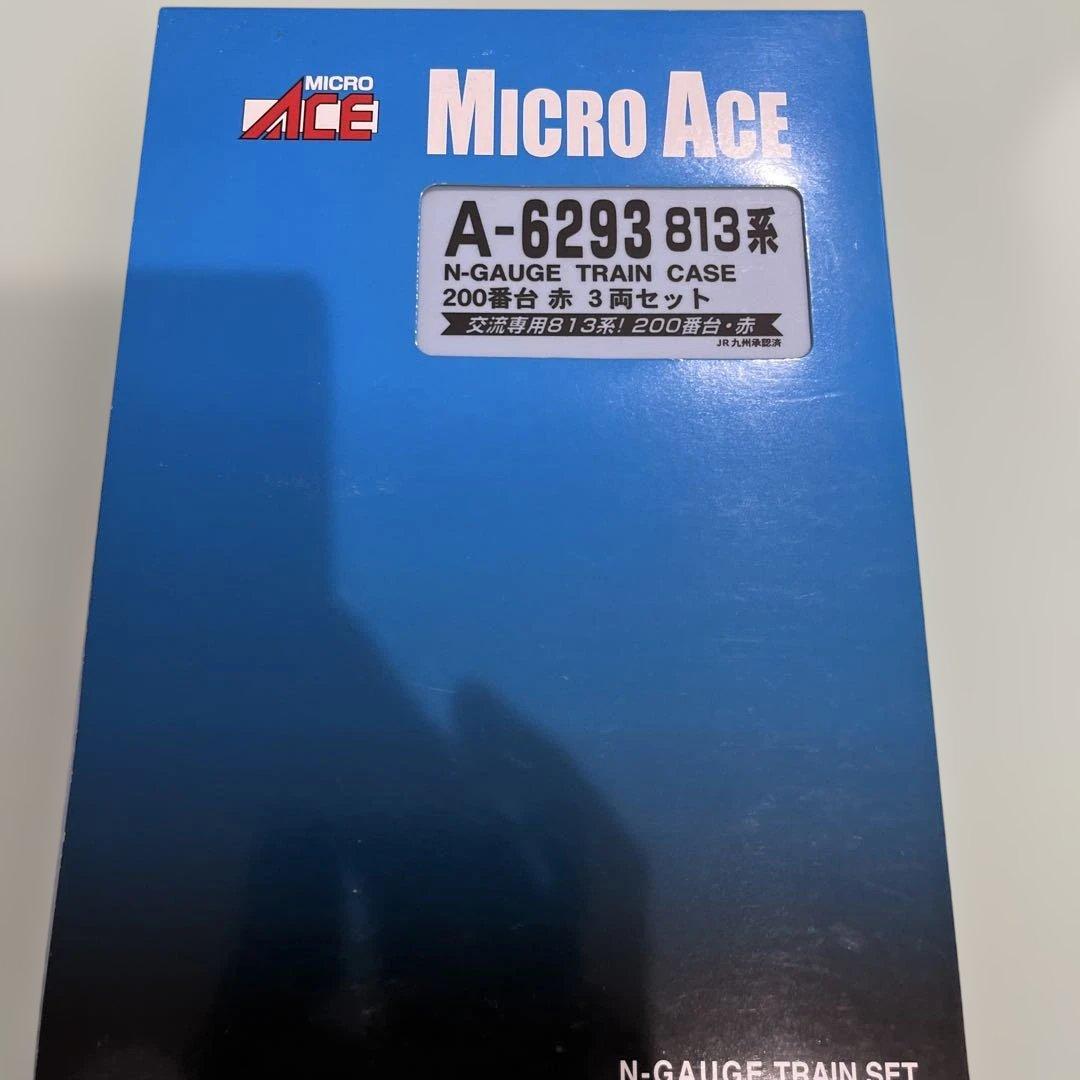 MICRO
ACE
MICRO ACE
A-6293 813系
N-GAUGE TRAIN CASE
200番台 赤 3両セット
交流専用813系! 200番台・赤
JR九州承認済
N-GAUGE TRAIN SET